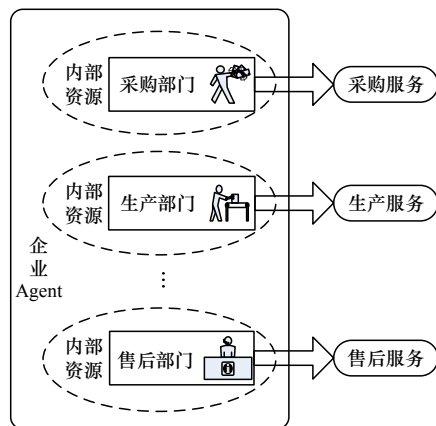 内部
资源
采购部门
采购服务
内部
资源
生产部门
生产服务
企
业
Agent
⋮
内部
资源
售后部门
售后服务